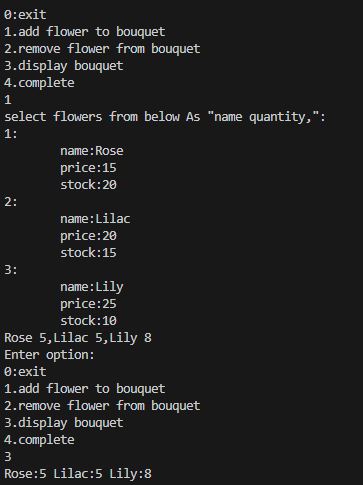 0:exit
1.add flower to bouquet
2.remove flower from bouquet
3.display bouquet
4.complete
1
select flowers from below As "name quantity,":
1:
name:Rose
price:15
stock:20
2:
name:Lilac
price:20
stock:15
3:
name:Lily
price:25
stock:10
Rose 5,Lilac 5,Lily 8
Enter option:
0:exit
1.add flower to bouquet
2.remove flower from bouquet
3.display bouquet
4.complete
3
Rose:5 Lilac:5 Lily:8